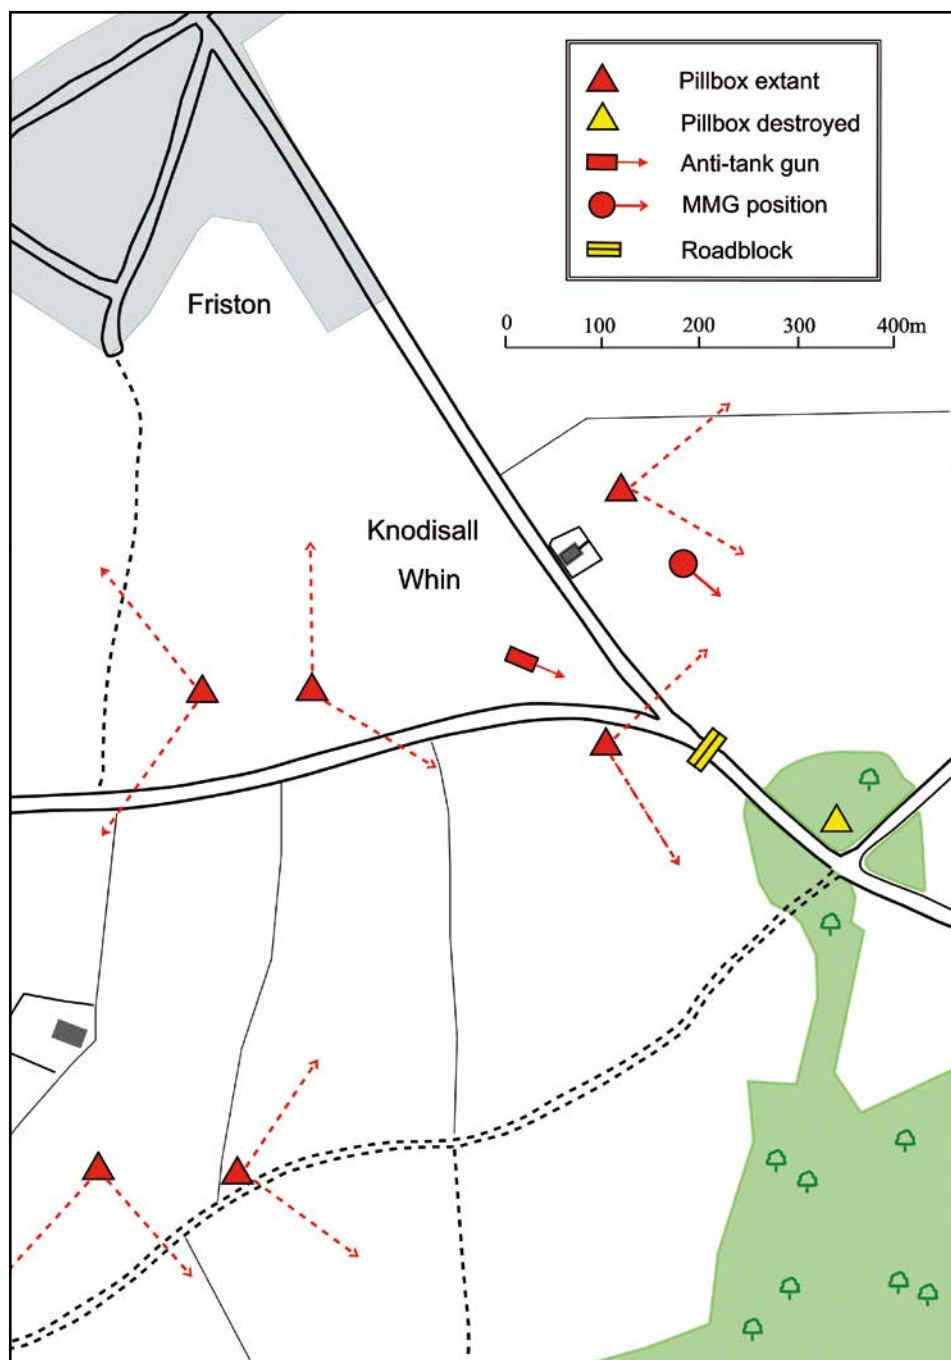 Pillbox extant
Pillbox destroyed
Anti-tank gun
MMG position
Roadblock
Friston
0 100 200 300 400m
Knodisall
Whin